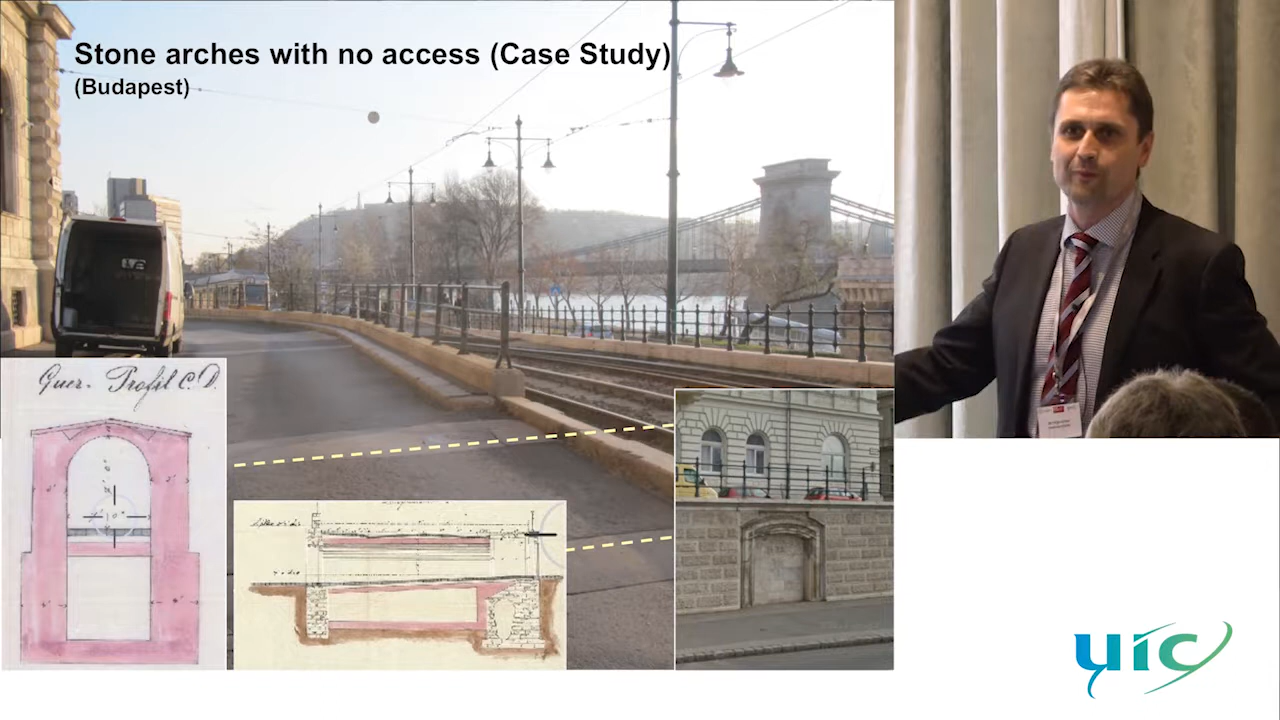 Stone arches with no access (Case Study)
(Budapest)
Quer. Profil C.D.
uic